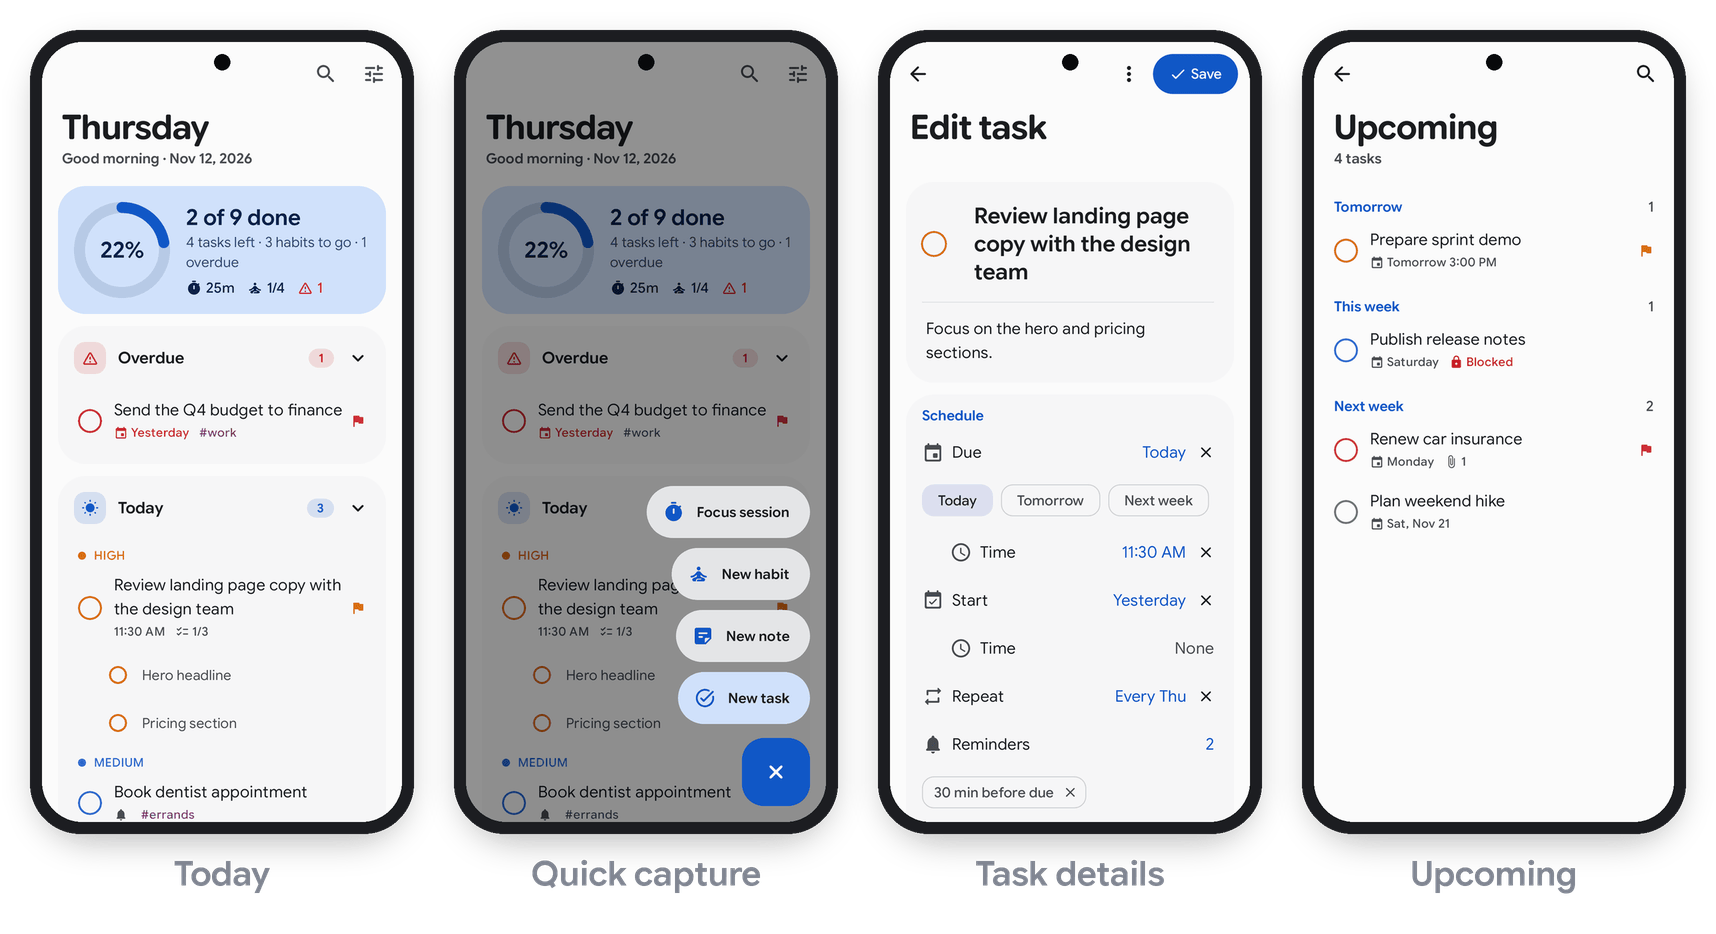 Thursday
Good morning · Nov 12, 2026
22%
2 of 9 done
4 tasks left · 3 habits to go · 1
overdue
25m 1/4 1
Overdue 1
Send the Q4 budget to finance
Yesterday #work
Today 3
HIGH
Review landing page copy with
the design team
11:30 AM 1/3
Hero headline
Pricing section
MEDIUM
Book dentist appointment
#errands
Today
Thursday
Good morning · Nov 12, 2026
22%
2 of 9 done
4 tasks left · 3 habits to go · 1
overdue
25m 1/4 1
Overdue 1
Send the Q4 budget to finance
Yesterday #work
Today
Focus session
HIGH
New habit
Review landing pag
the design team
11:30 AM 1/3
New note
Hero headline
New task
Pricing section
MEDIUM
Book dentist appointment
#errands
Quick capture
Save
Edit task
Review landing page
copy with the design
team
Focus on the hero and pricing
sections.
Schedule
Due Today
Today Tomorrow Next week
Time 11:30 AM
Start Yesterday
Time None
Repeat Every Thu
Reminders 2
30 min before due
Task details
Upcoming
4 tasks
Tomorrow 1
Prepare sprint demo
Tomorrow 3:00 PM
This week 1
Publish release notes
Saturday Blocked
Next week 2
Renew car insurance
Monday 1
Plan weekend hike
Sat, Nov 21
Upcoming